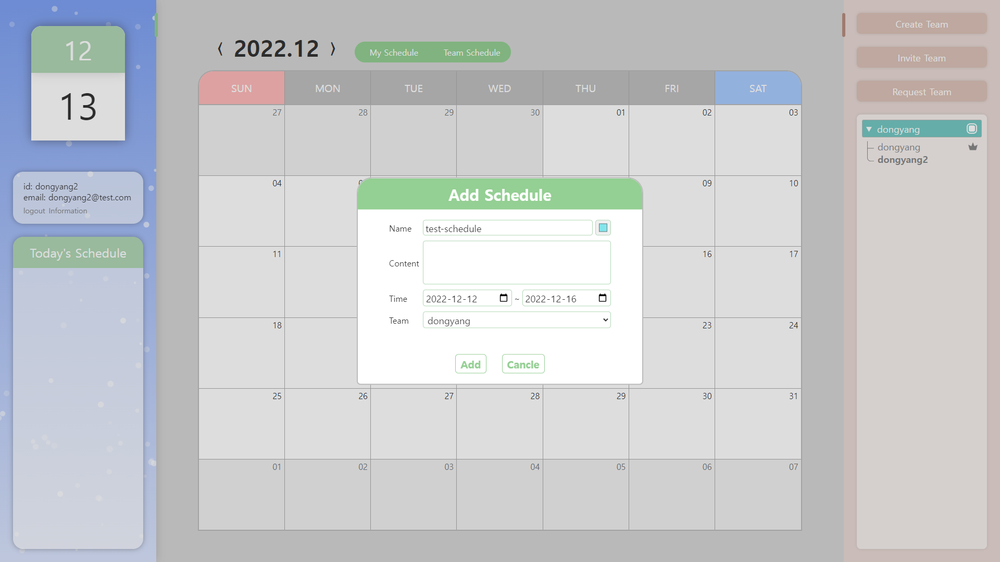 12
13
id: dongyang2
email: dongyang2@test.com
logout Information
Today's Schedule
2022.12
My Schedule Team Schedule
SUN MON TUE WED THU FRI SAT
27 28 29 30 01 02 03
04 09 10
11 16 17
18 23 24
25 26 27 28 29 30 31
01 02 03 04 05 06 07
Add Schedule
Name test-schedule
Content
Time 2022-12-12 ~ 2022-12-16
Team dongyang
Add Cancle
Create Team
Invite Team
Request Team
dongyang
dongyang
dongyang2